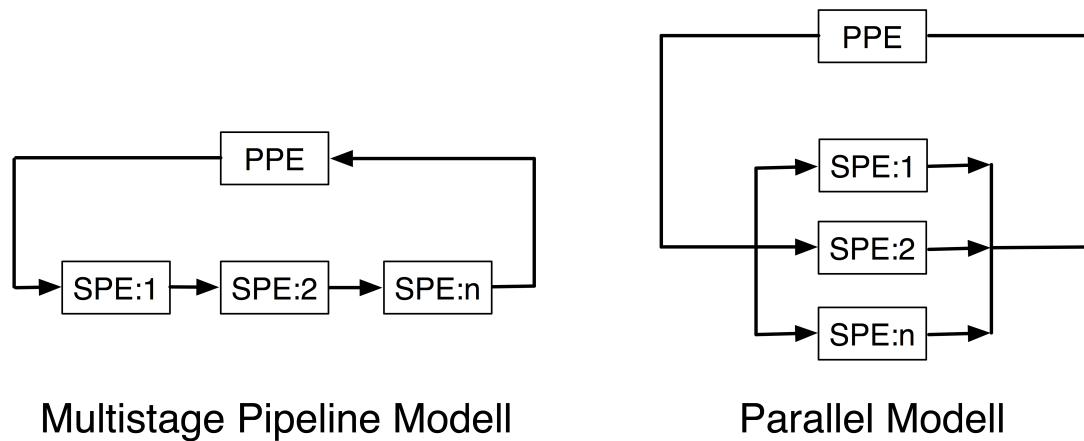 PPE
SPE:1
SPE:2
SPE:n
Multistage Pipeline Modell
PPE
SPE:1
SPE:2
SPE:n
Parallel Modell